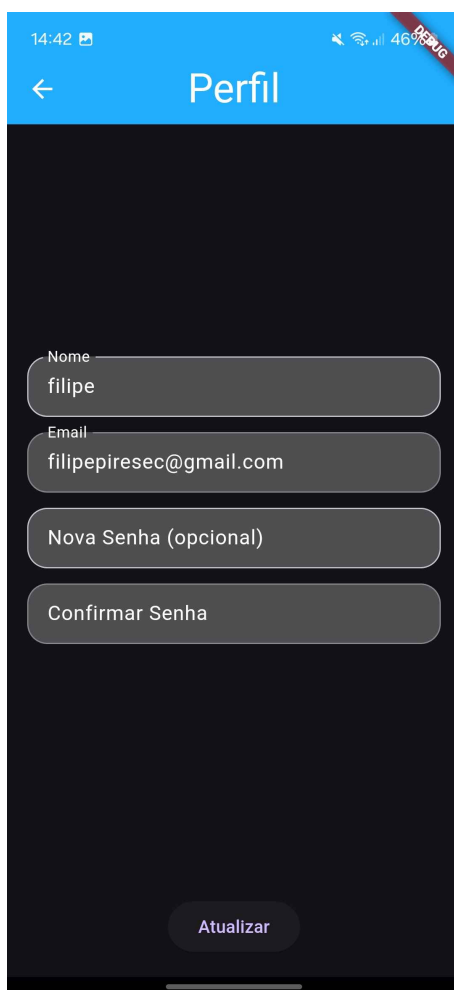 14:42
46%
DEBUG
Perfil
Nome
filipe
Email
filipepiresec@gmail.com
Nova Senha (opcional)
Confirmar Senha
Atualizar